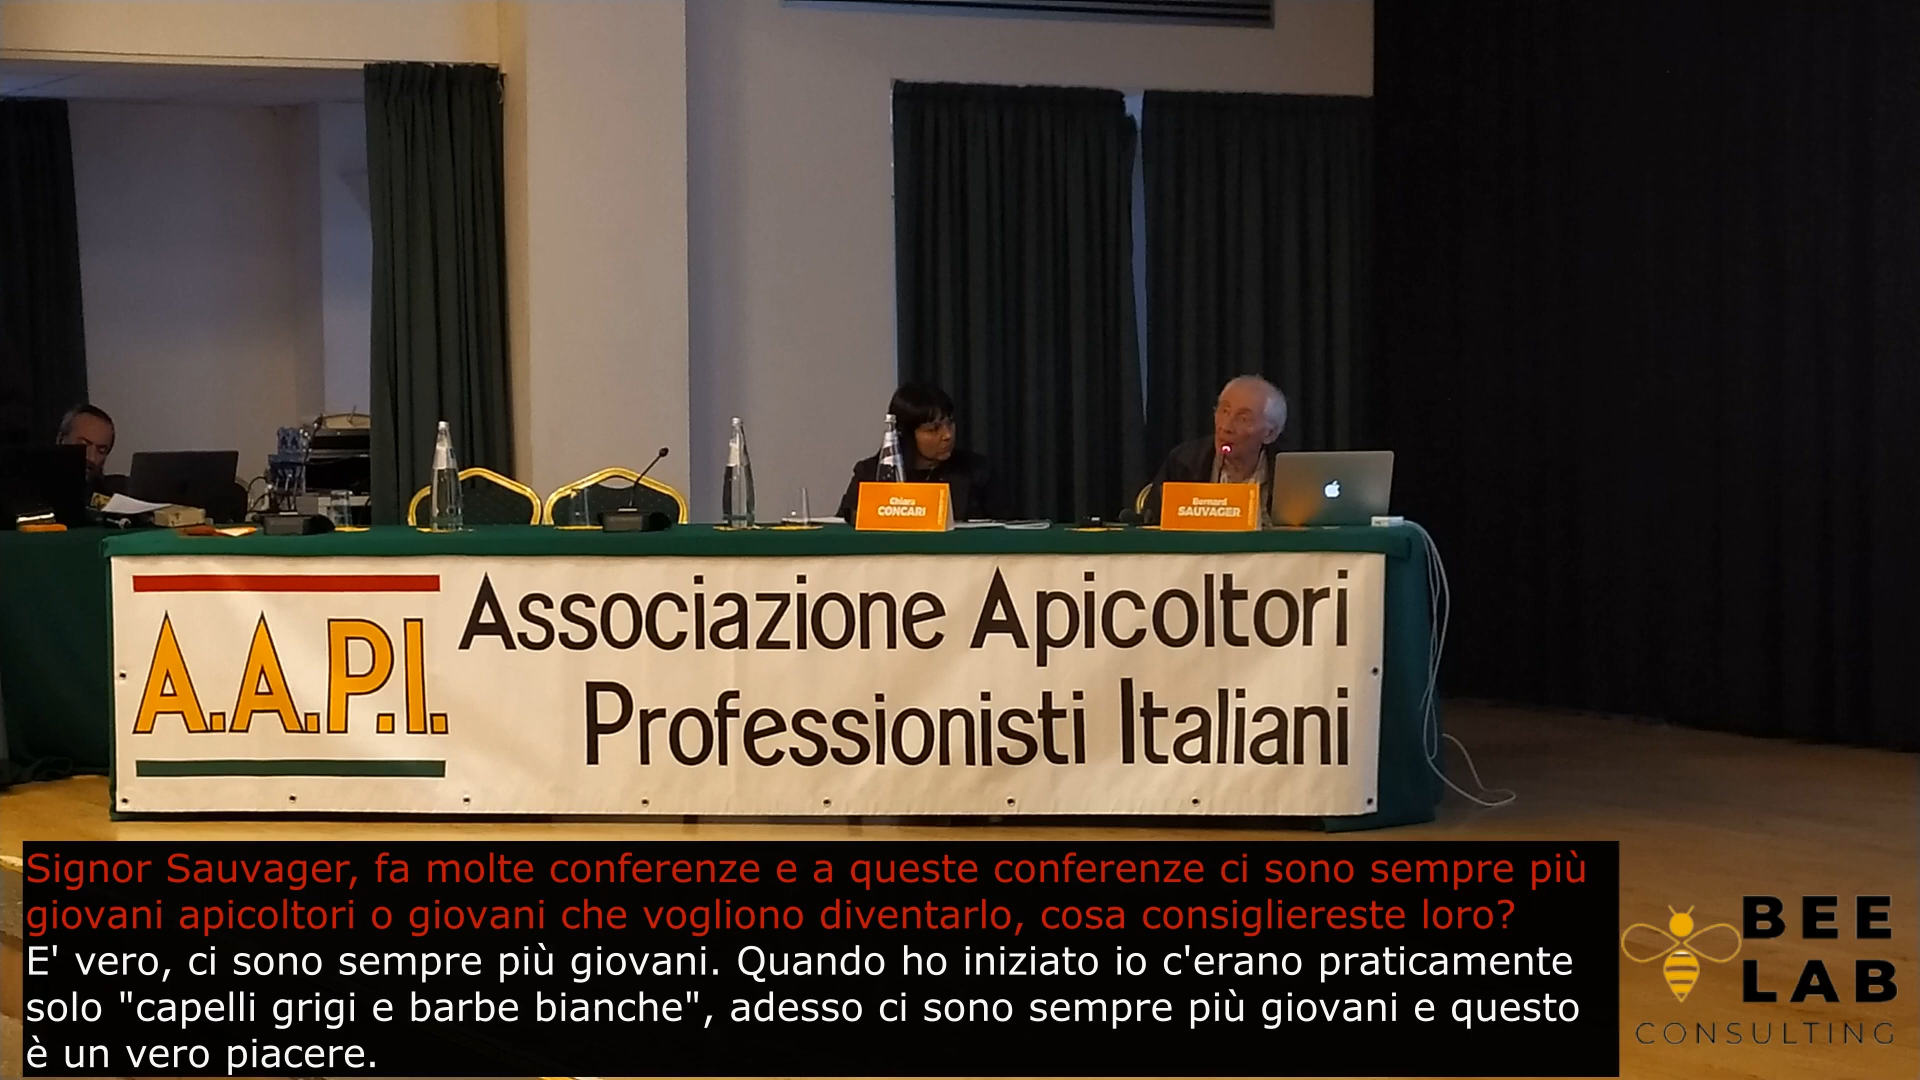 Chiara
CONCARI
Bernard
SAUVAGER
A.A.P.I.
Associazione Apicoltori
Professionisti Italiani
Signor Sauvager, fa molte conferenze e a queste conferenze ci sono sempre più
giovani apicoltori o giovani che vogliono diventarlo, cosa consigliereste loro?
E' vero, ci sono sempre più giovani. Quando ho iniziato io c'erano praticamente
solo "capelli grigi e barbe bianche", adesso ci sono sempre più giovani e questo
è un vero piacere.
BEE
LAB
CONSULTING